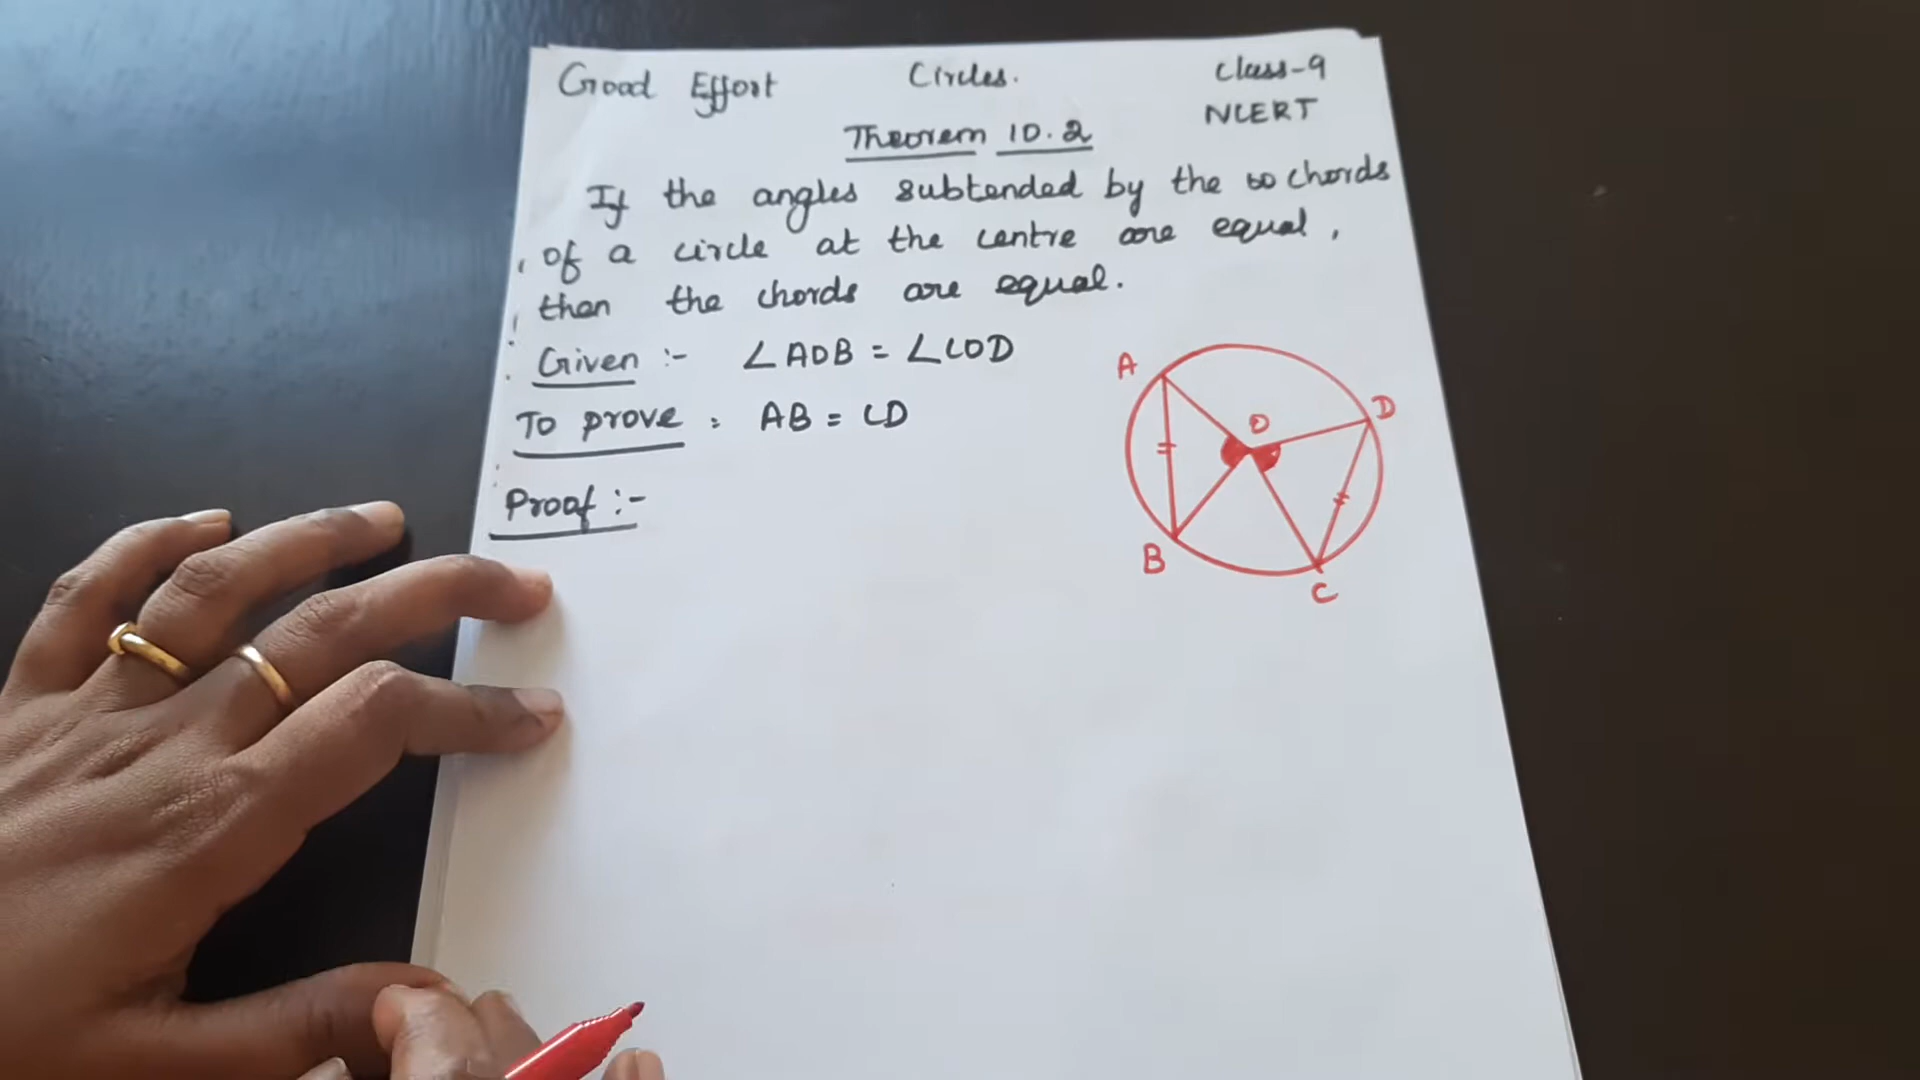 Good Effort Circles. Class-9
NCERT
Theorem 10.2
If the angles subtended by the chords
of a circle at the centre are equal,
then the chords are equal.
Given :- ∠AOB = ∠COD
To prove : AB = CD
Proof :-
A
D
O
B
C